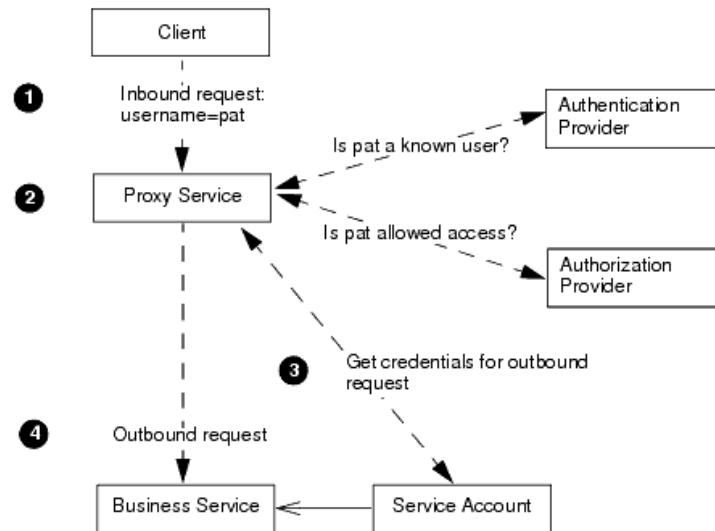 Client
1
Inbound request:
username=pat
Authentication
Provider
Is pat a known user?
2
Proxy Service
Is pat allowed access?
Authorization
Provider
3
Get credentials for outbound
request
4
Outbound request
Business Service
Service Account